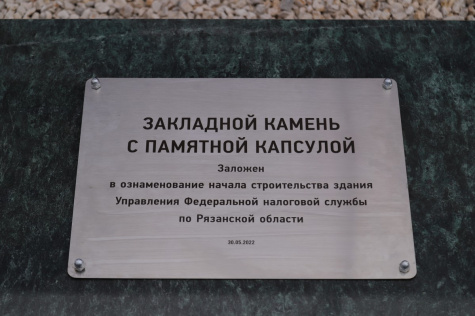 ЗАКЛАДНОЙ КАМЕНЬ
С ПАМЯТНОЙ КАПСУЛОЙ
Заложен
в ознаменование начала строительства здания
Управления Федеральной налоговой службы
по Рязанской области
30.05.2022